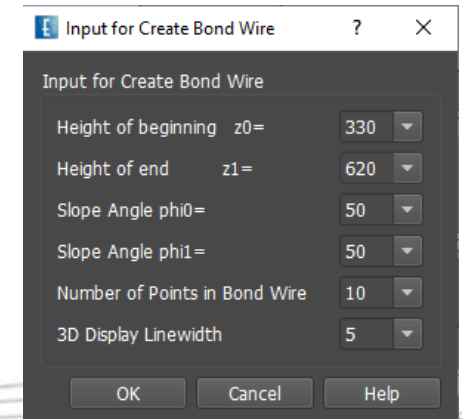 Input for Create Bond Wire ? ×
Input for Create Bond Wire
Height of beginning z0= 330
Height of end z1= 620
Slope Angle phi0= 50
Slope Angle phi1= 50
Number of Points in Bond Wire 10
3D Display Linewidth 5
OK Cancel Help